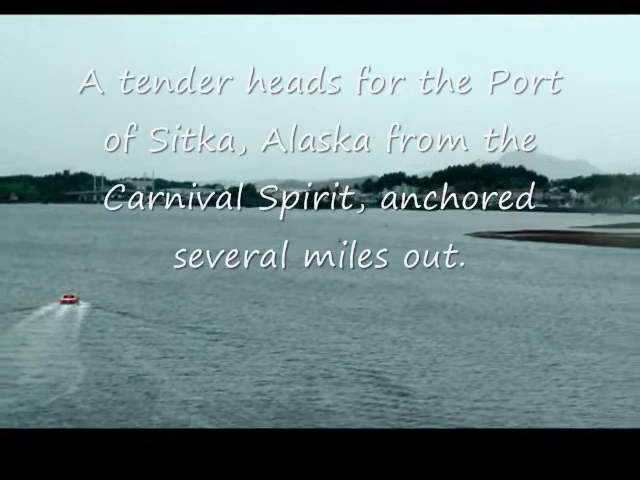 A tender heads for the Port
of Sitka, Alaska from the
Carnival Spirit, anchored
several miles out.